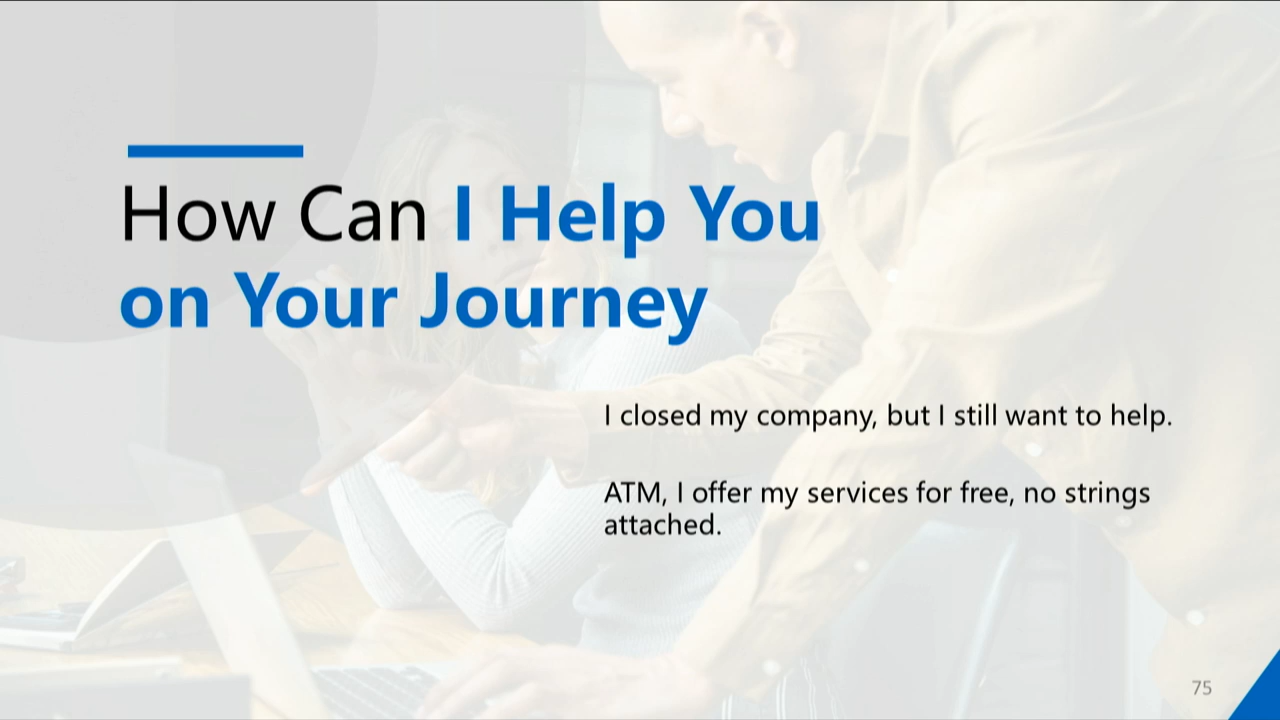 How Can I Help You
on Your Journey
I closed my company, but I still want to help.
ATM, I offer my services for free, no strings
attached.
75